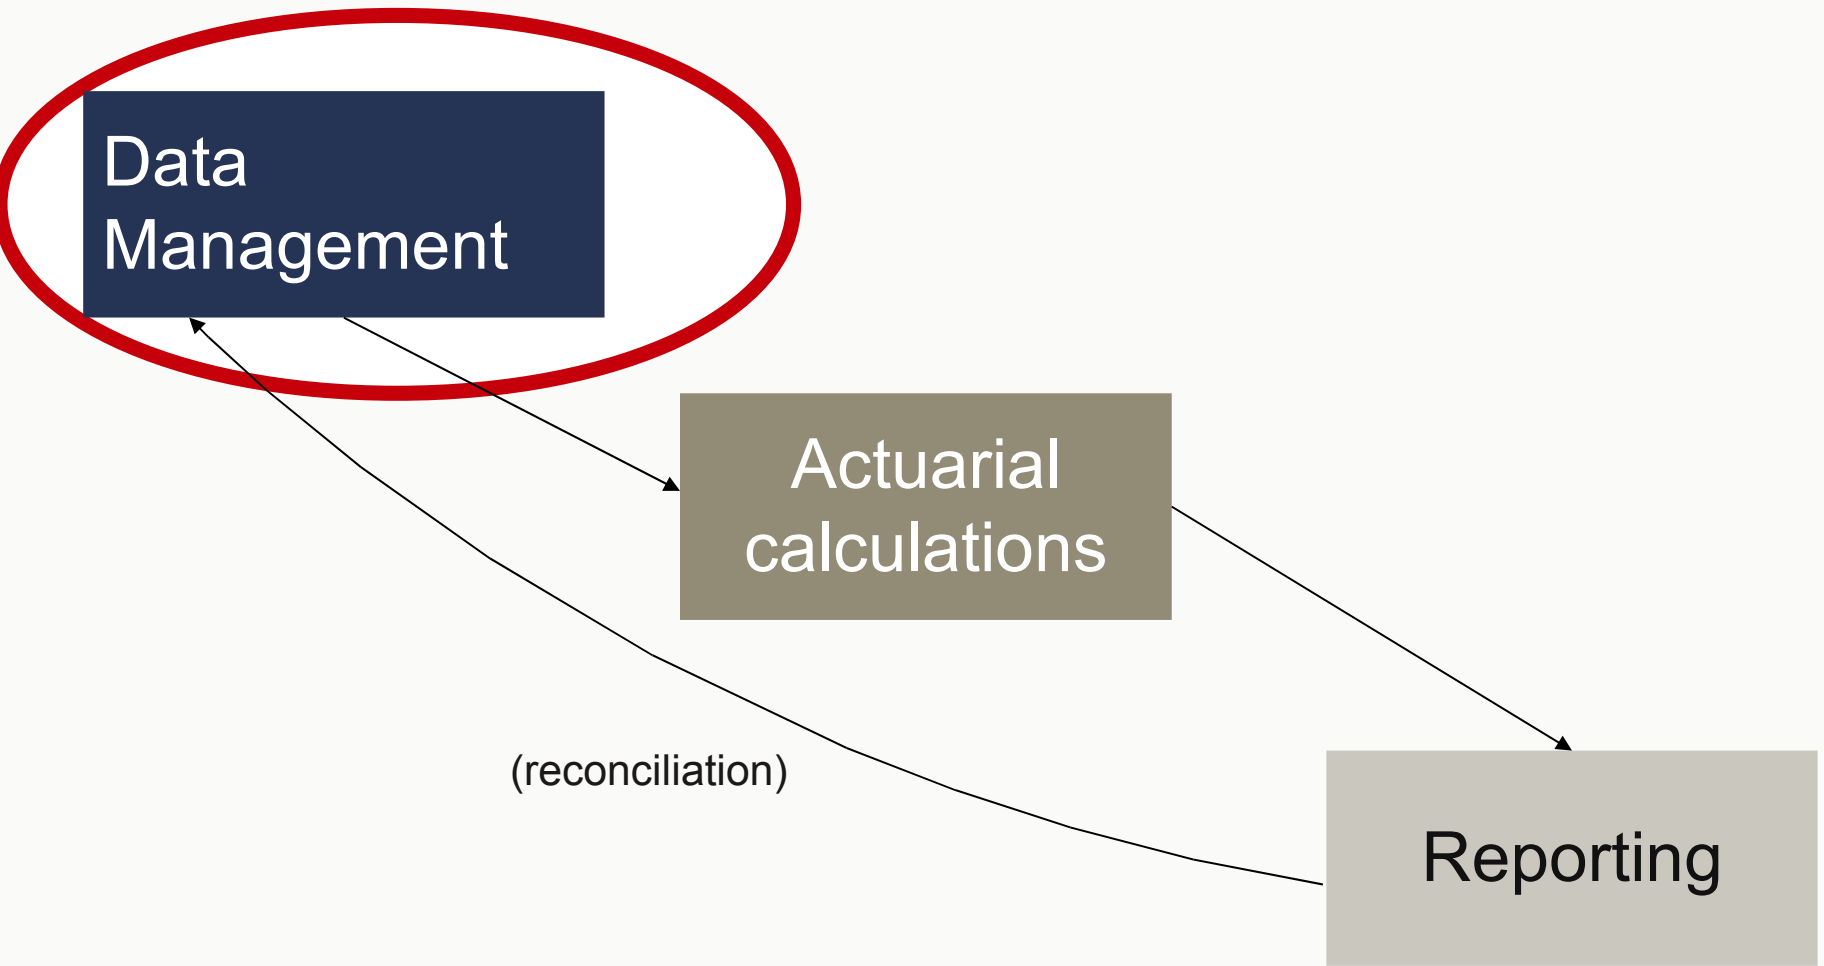 Data
Management
Actuarial
calculations
(reconciliation)
Reporting